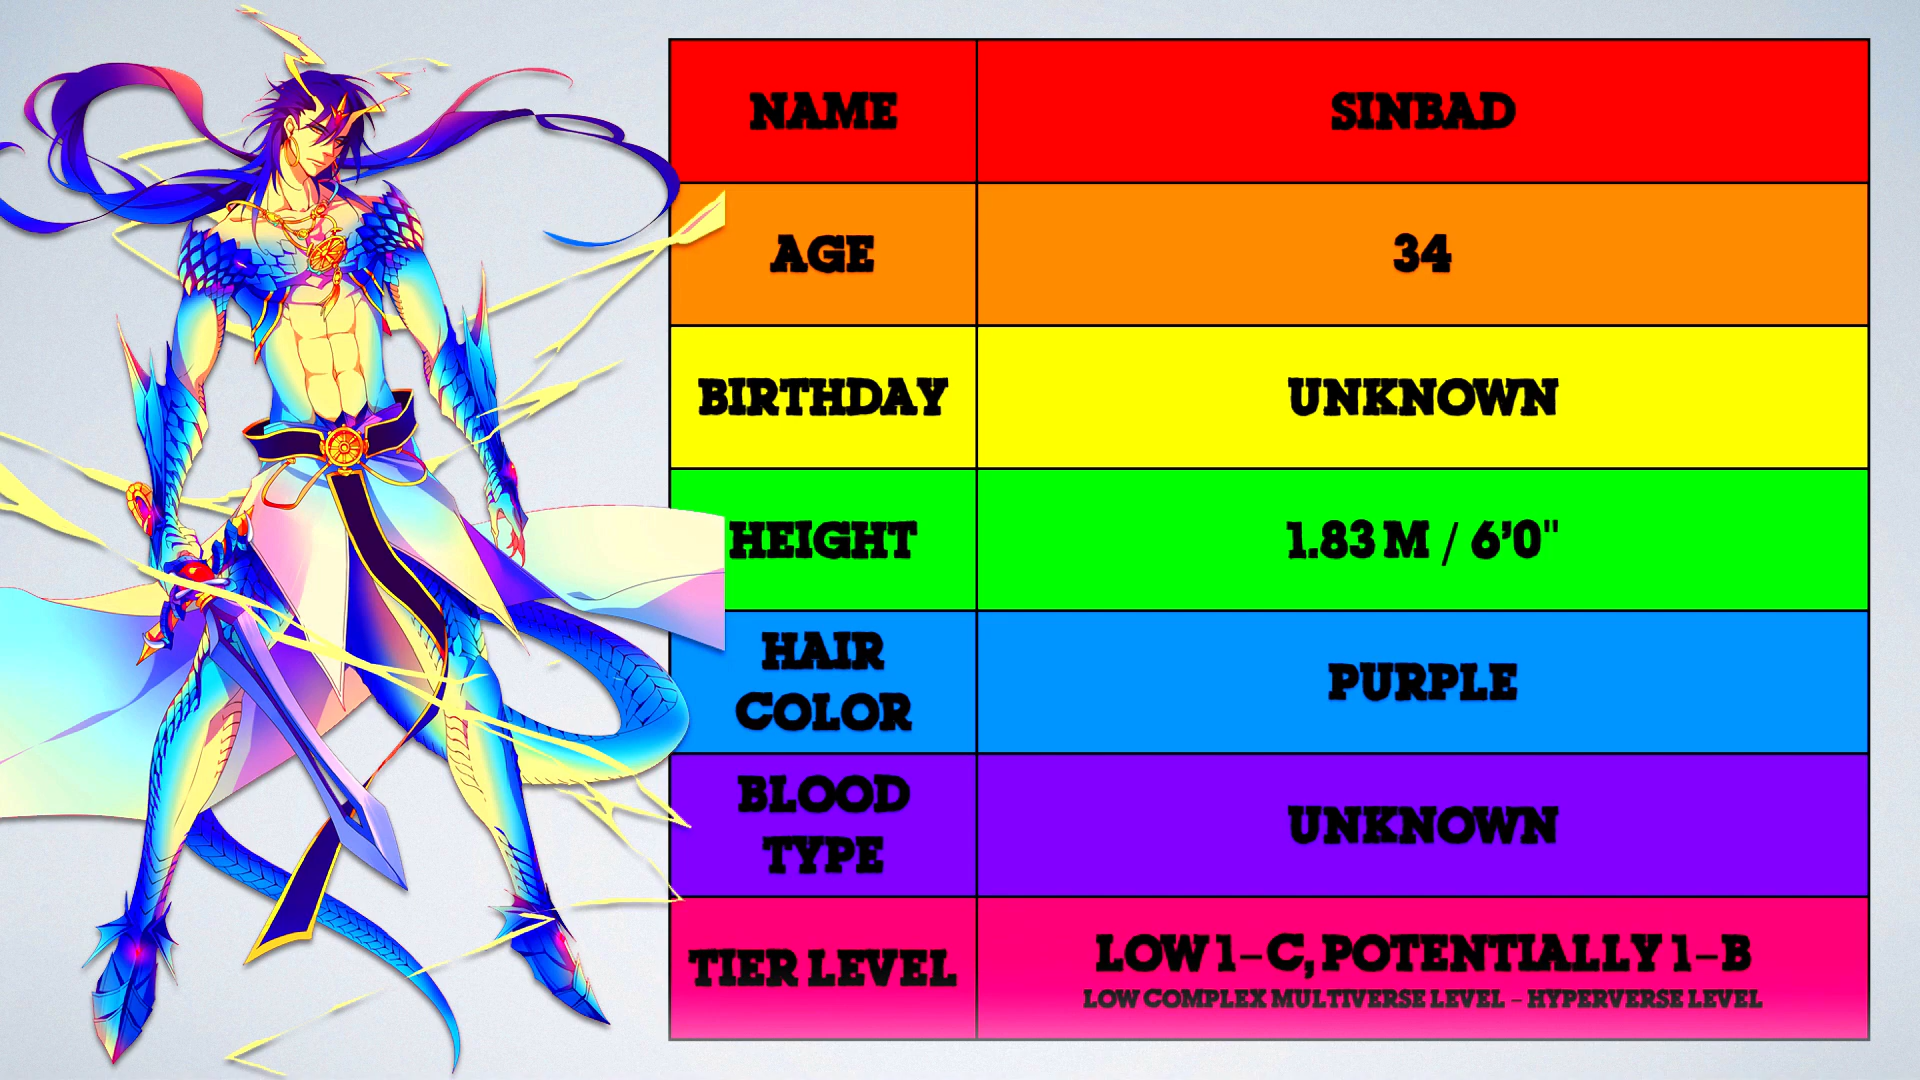 NAME
SINBAD
AGE
34
BIRTHDAY
UNKNOWN
HEIGHT
1.83 M / 6'0"
HAIR
COLOR
PURPLE
BLOOD
TYPE
UNKNOWN
TIER LEVEL
LOW 1-C, POTENTIALLY 1-B
LOW COMPLEX MULTIVERSE LEVEL - HYPERVERSE LEVEL